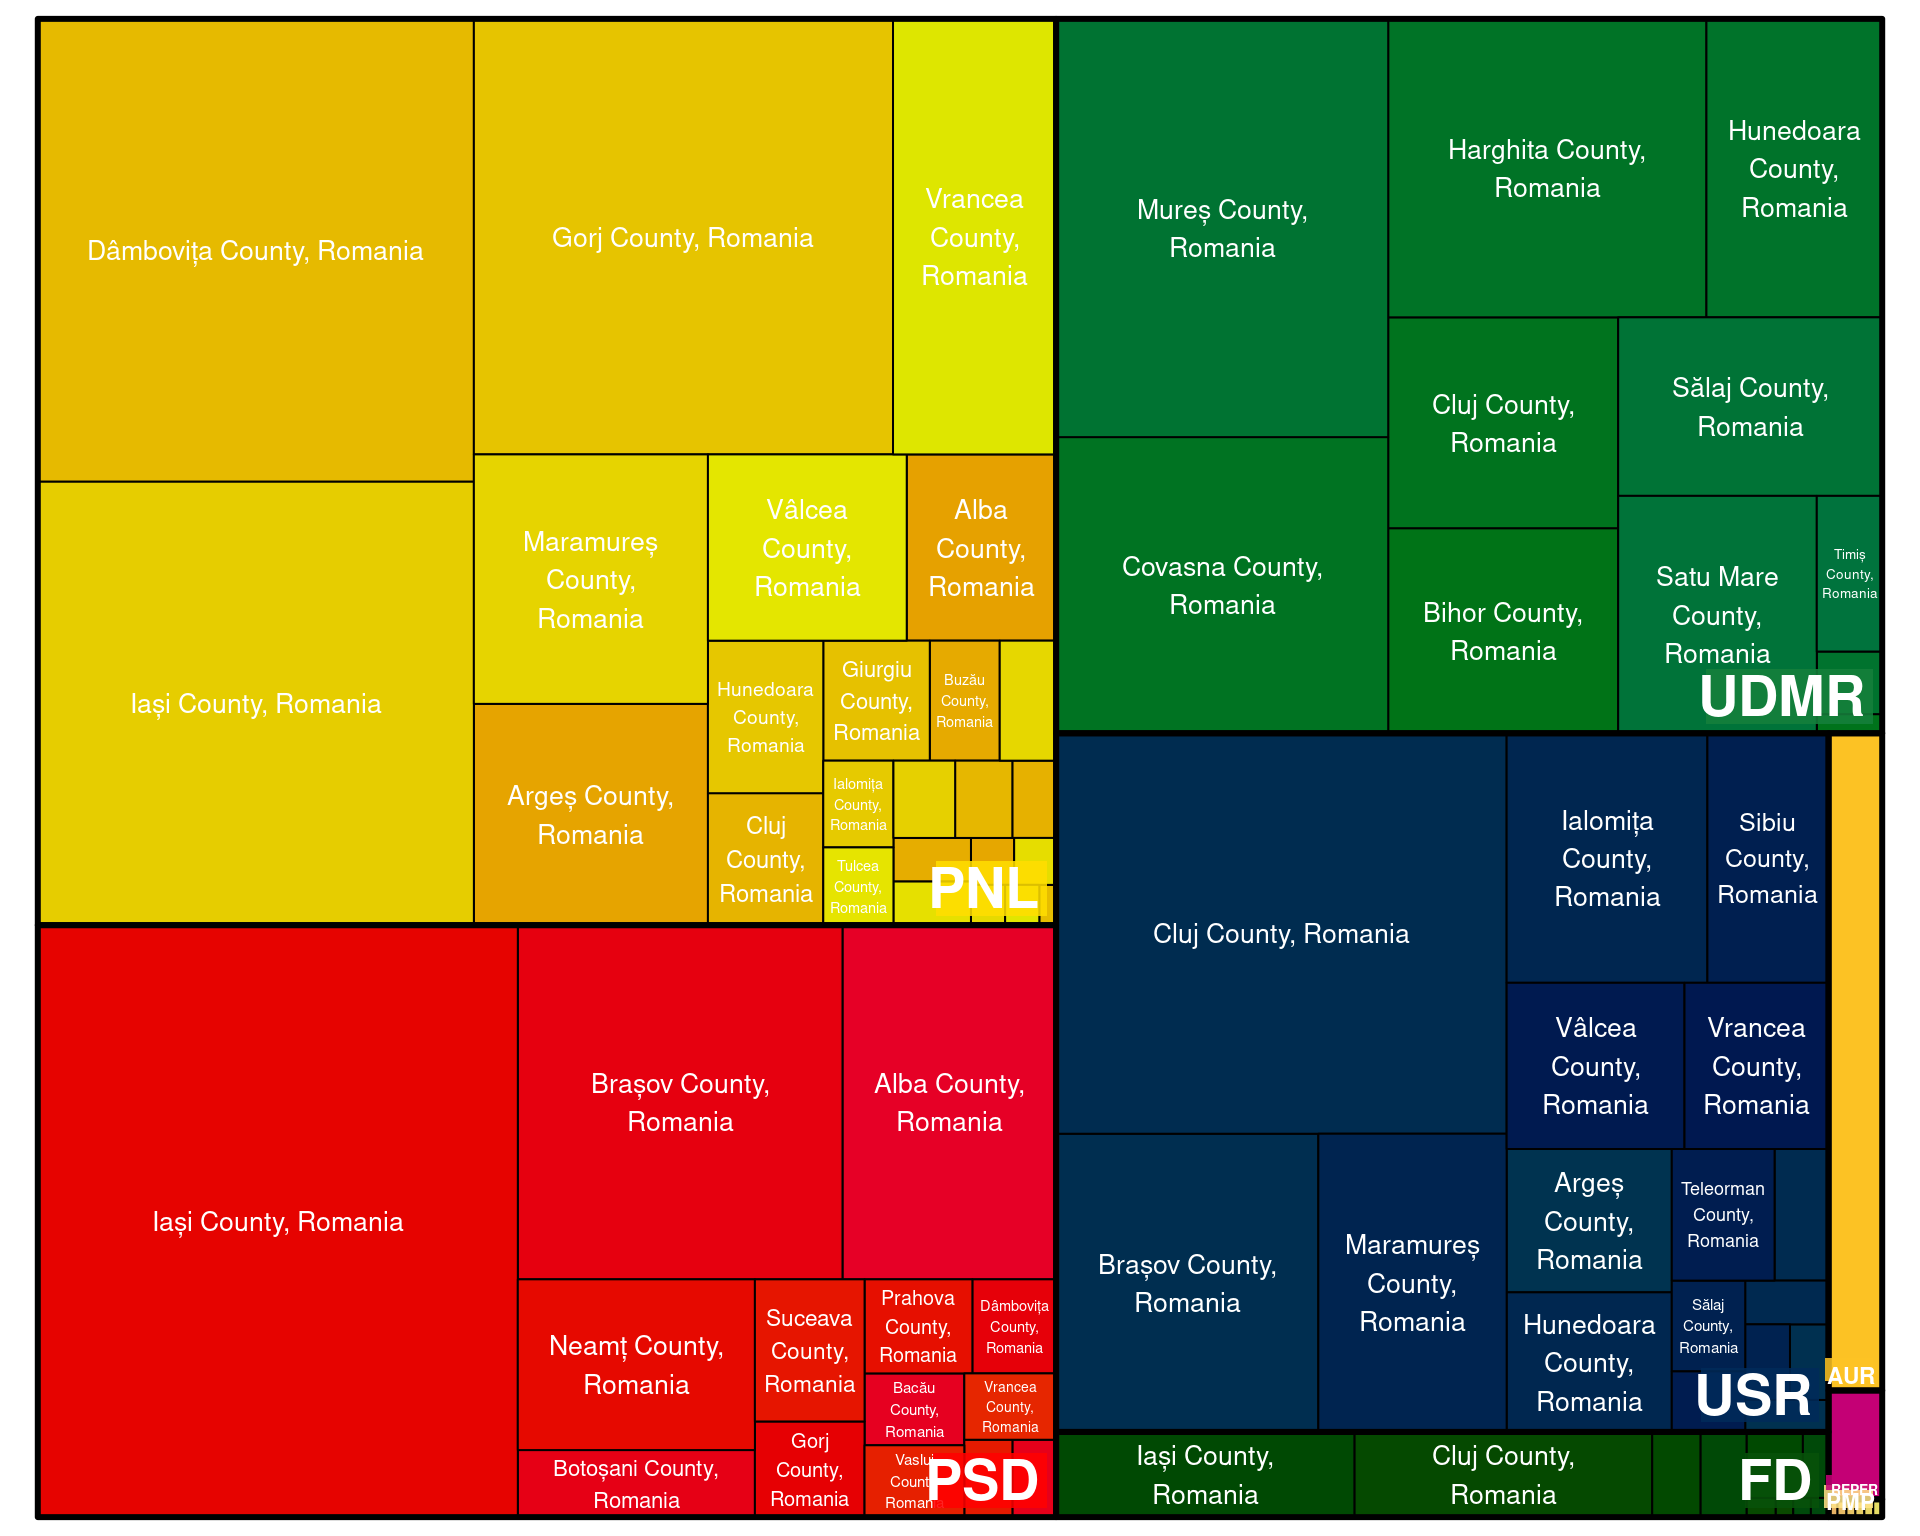 Dâmbovița County, Romania
Gorj County, Romania
Vrancea
County,
Romania
Iași County, Romania
Maramureș
County,
Romania
Vâlcea
County,
Romania
Alba
County,
Romania
Argeș County,
Romania
Hunedoara
County,
Romania
Giurgiu
County,
Romania
Buzău
County,
Romania
Cluj
County,
Romania
Ialomița
County,
Romania
Tulcea
County,
Romania
PNL
Mureș County,
Romania
Harghita County,
Romania
Hunedoara
County,
Romania
Covasna County,
Romania
Cluj County,
Romania
Sălaj County,
Romania
Bihor County,
Romania
Satu Mare
County,
Romania
Timiș
County,
Romania
UDMR
Iași County, Romania
Brașov County,
Romania
Alba County,
Romania
Neamț County,
Romania
Botoșani County,
Romania
Suceava
County,
Romania
Gorj
County,
Romania
Prahova
County,
Romania
Dâmbovița
County,
Romania
Bacău
County,
Romania
Vrancea
County,
Romania
Vaslui
County,
Romania
PSD
Cluj County, Romania
Ialomița
County,
Romania
Sibiu
County,
Romania
Vâlcea
County,
Romania
Vrancea
County,
Romania
Brașov County,
Romania
Maramureș
County,
Romania
Argeș
County,
Romania
Teleorman
County,
Romania
Hunedoara
County,
Romania
Sălaj
County,
Romania
USR
Iași County,
Romania
Cluj County,
Romania
FD
AUR
REPER
PMP